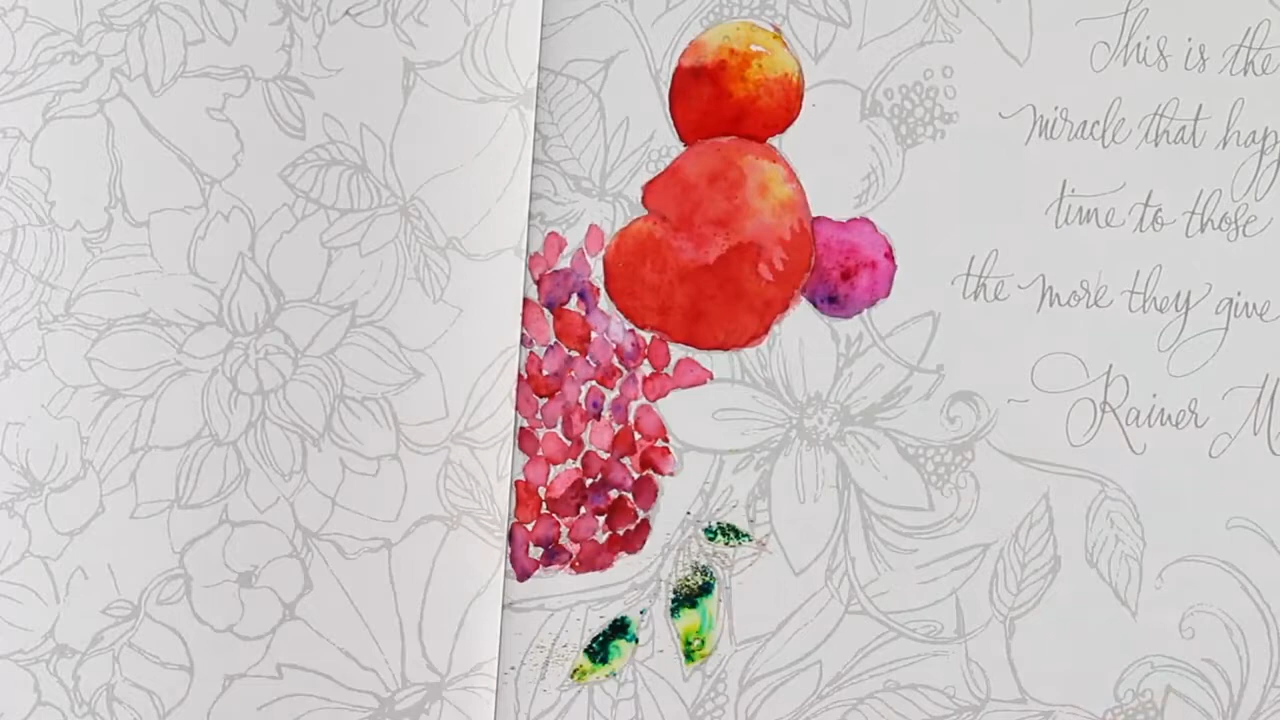 This is the
miracle that hap
time to those
the more they give
~ Rainer M